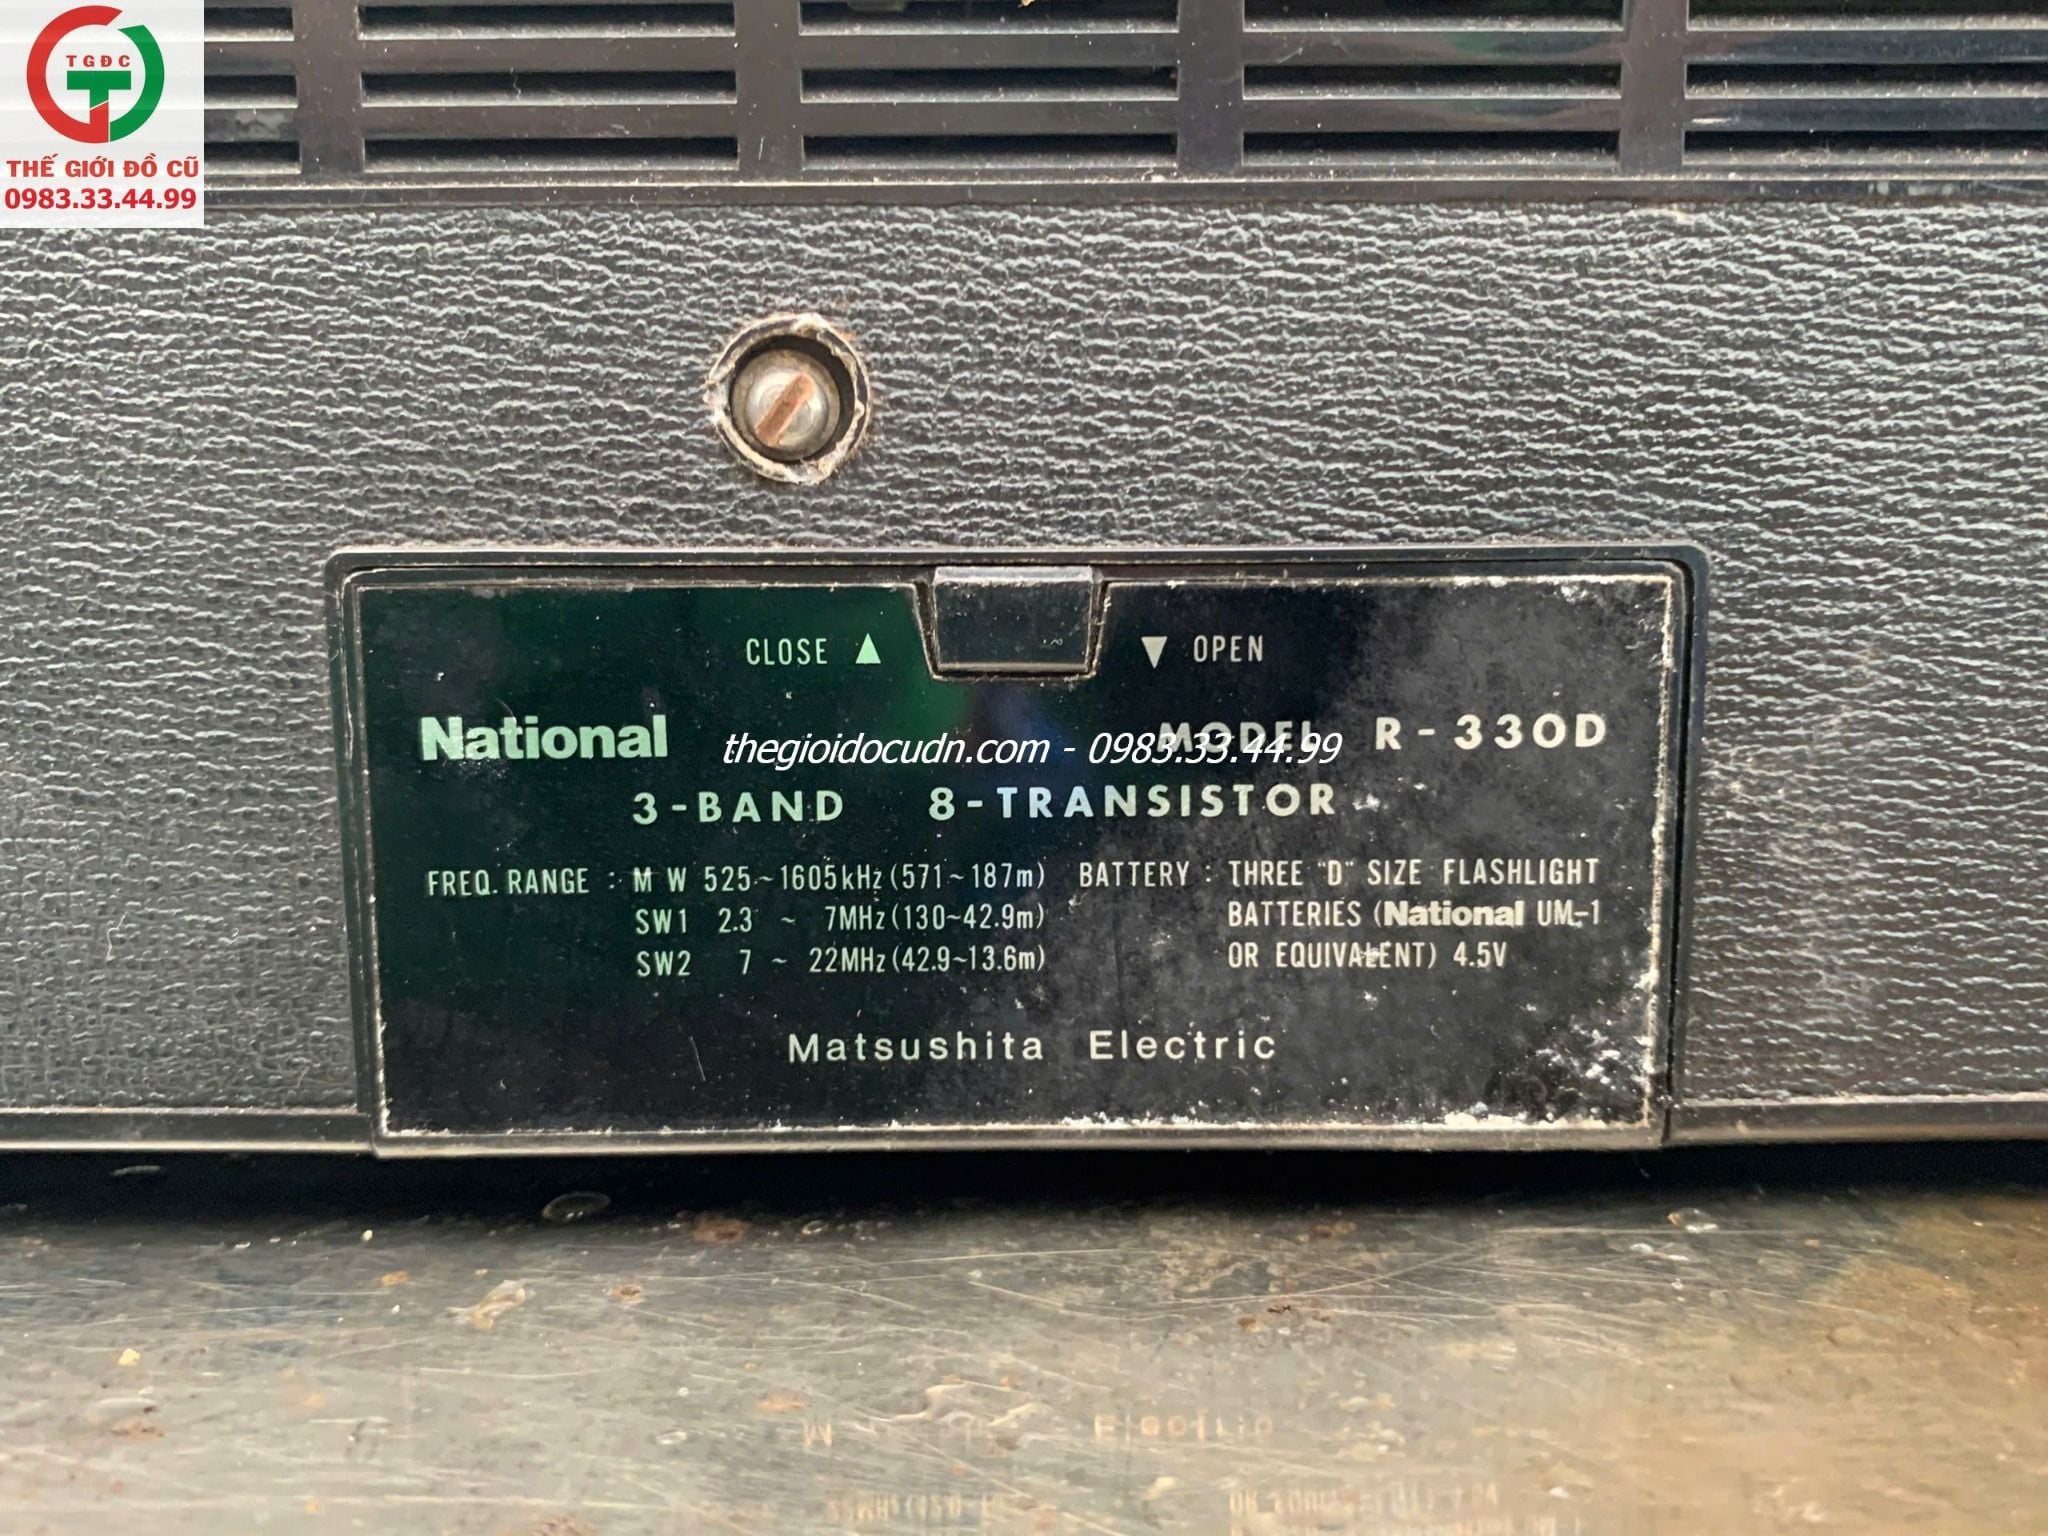 TGĐC
THẾ GIỚI ĐỒ CŨ
0983.33.44.99
CLOSE ▲ ▼ OPEN
National MODEL R-330D
thegioidocudn.com - 0983.33.44.99
3-BAND 8-TRANSISTOR
FREQ. RANGE : M W 525~1605kHz (571~187m) BATTERY : THREE "D" SIZE FLASHLIGHT
SW1 2.3 ~ 7MHz (130~42.9m) BATTERIES (National UM-1
SW2 7 ~ 22MHz (42.9~13.6m) OR EQUIVALENT) 4.5V
Matsushita Electric